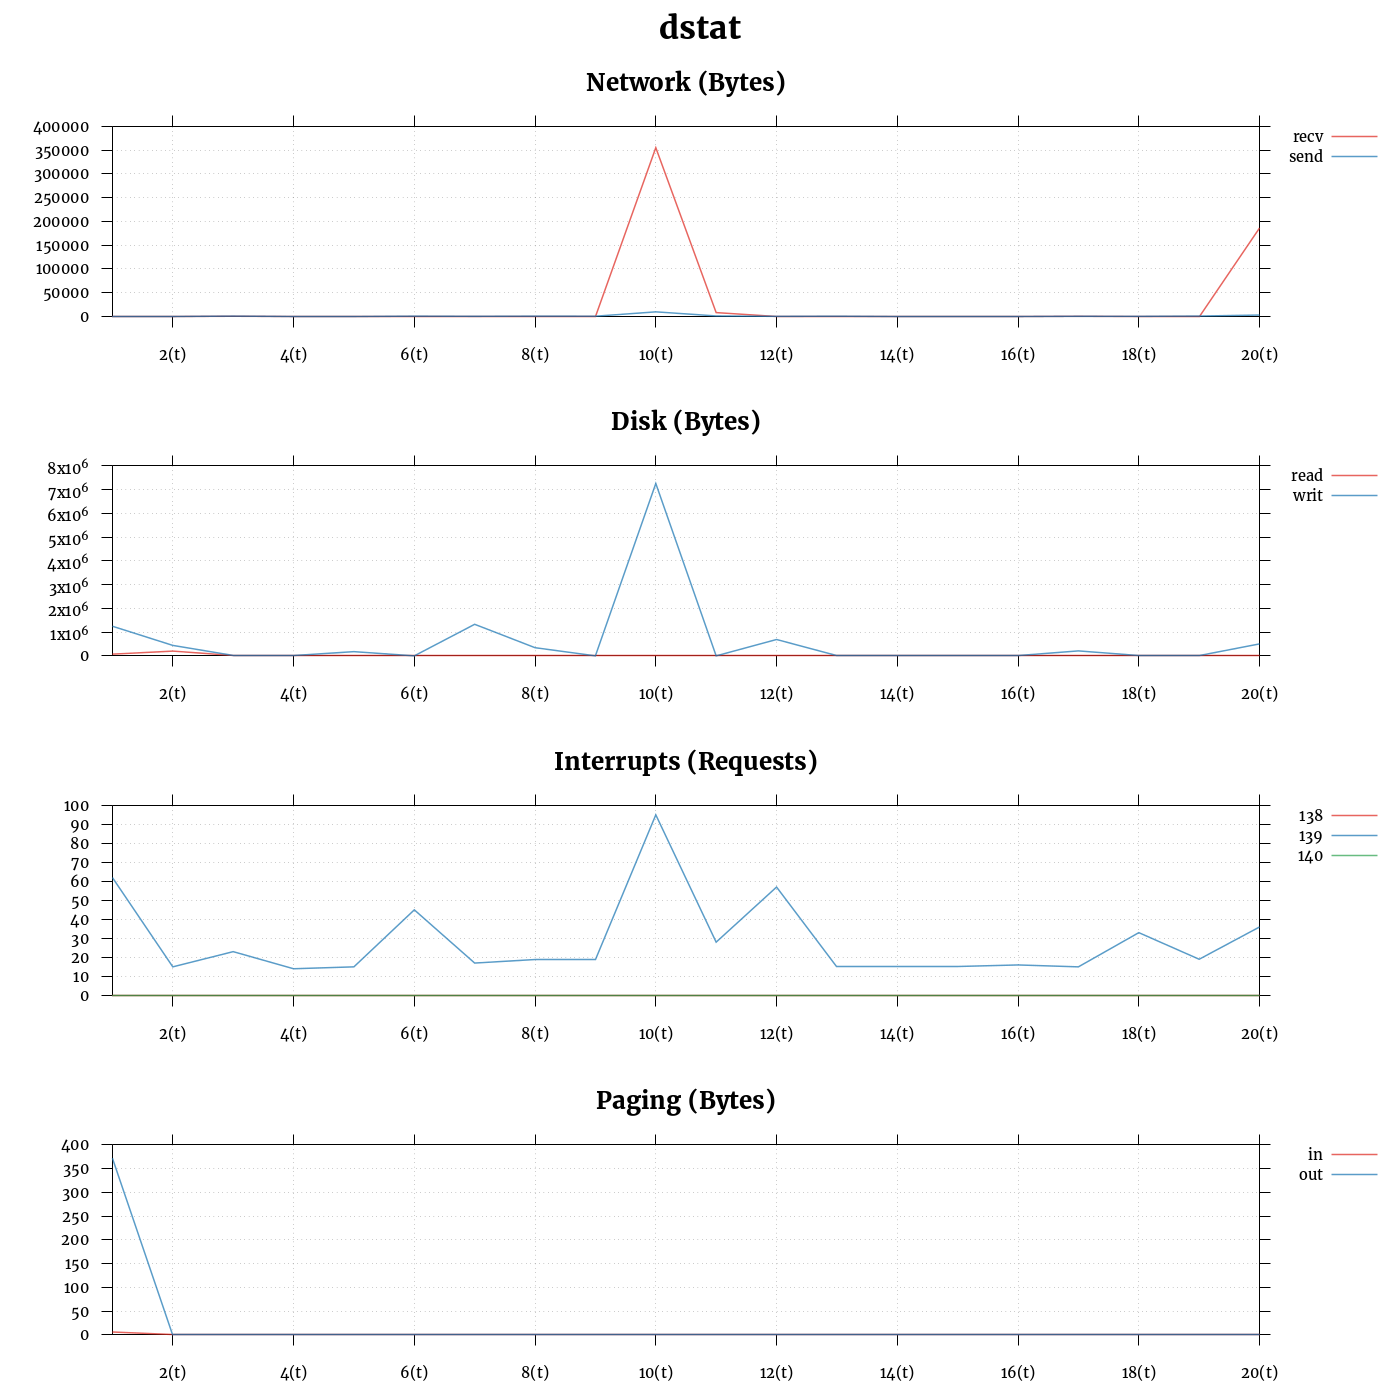 dstat
Network (Bytes)
400000
350000
300000
250000
200000
150000
100000
50000
0
2(t) 4(t) 6(t) 8(t) 10(t) 12(t) 14(t) 16(t) 18(t) 20(t)
recv
send
Disk (Bytes)
8x10⁶
7x10⁶
6x10⁶
5x10⁶
4x10⁶
3x10⁶
2x10⁶
1x10⁶
0
2(t) 4(t) 6(t) 8(t) 10(t) 12(t) 14(t) 16(t) 18(t) 20(t)
read
writ
Interrupts (Requests)
100
90
80
70
60
50
40
30
20
10
0
2(t) 4(t) 6(t) 8(t) 10(t) 12(t) 14(t) 16(t) 18(t) 20(t)
138
139
140
Paging (Bytes)
400
350
300
250
200
150
100
50
0
2(t) 4(t) 6(t) 8(t) 10(t) 12(t) 14(t) 16(t) 18(t) 20(t)
in
out